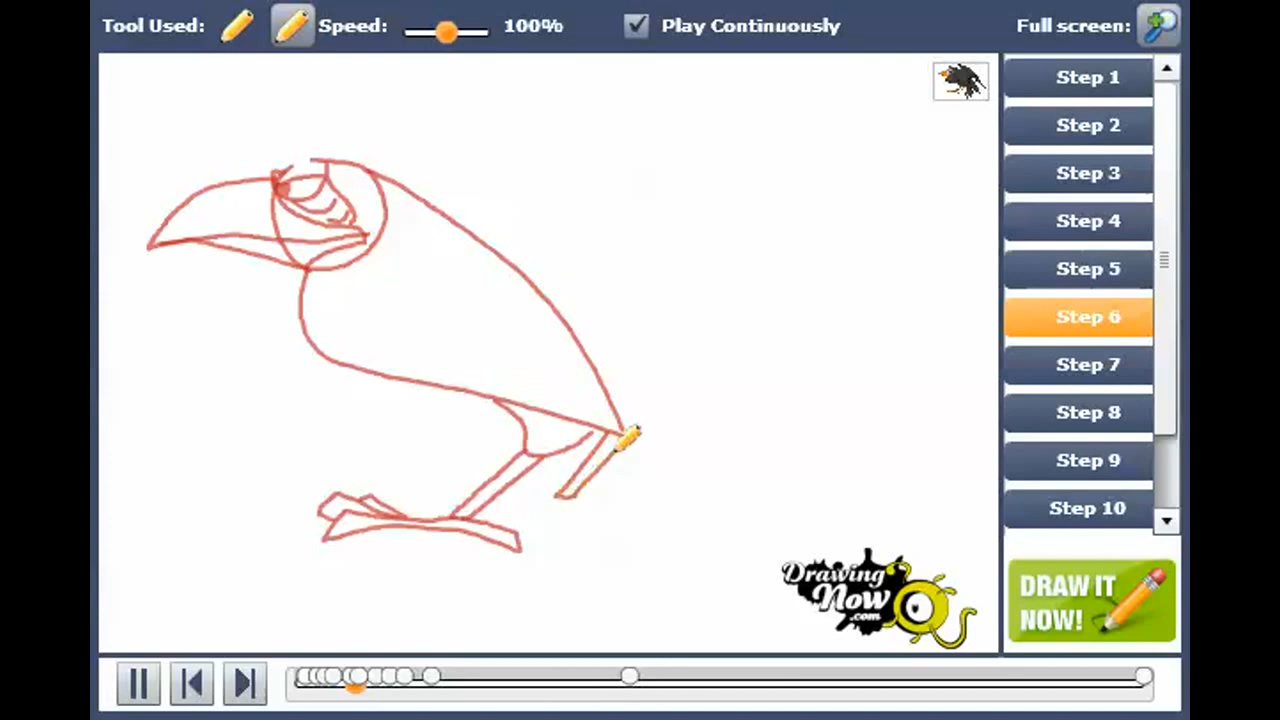 Tool Used: Speed: 100% Play Continuously Full screen:
Step 1
Step 2
Step 3
Step 4
Step 5
Step 6
Step 7
Step 8
Step 9
Step 10
Drawing
Now
.com
DRAW IT
NOW!